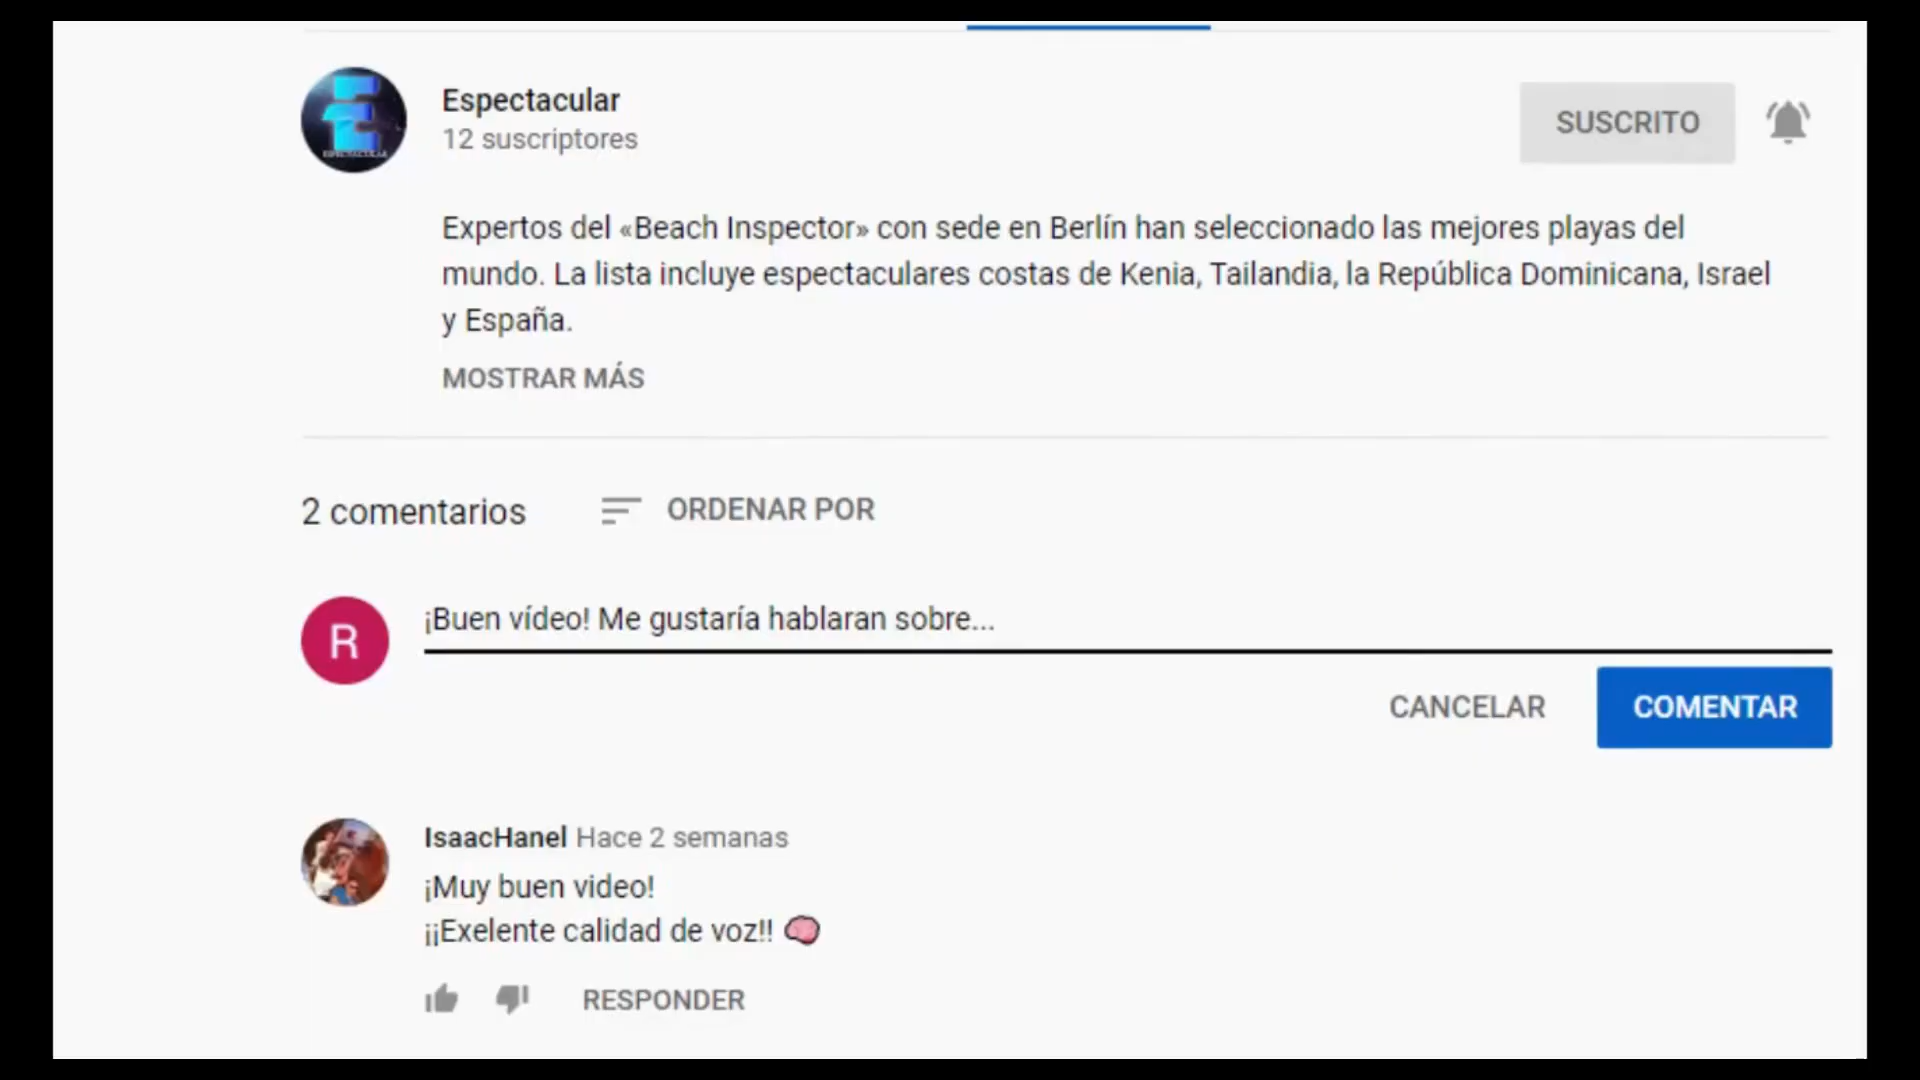 Espectacular
12 suscriptores
SUSCRITO
Expertos del «Beach Inspector» con sede en Berlín han seleccionado las mejores playas del
mundo. La lista incluye espectaculares costas de Kenia, Tailandia, la República Dominicana, Israel
y España.
MOSTRAR MÁS
2 comentarios
ORDENAR POR
R
¡Buen vídeo! Me gustaría hablaran sobre...
CANCELAR
COMENTAR
IsaacHanel Hace 2 semanas
¡Muy buen video!
¡¡Exelente calidad de voz!! 🧠
RESPONDER